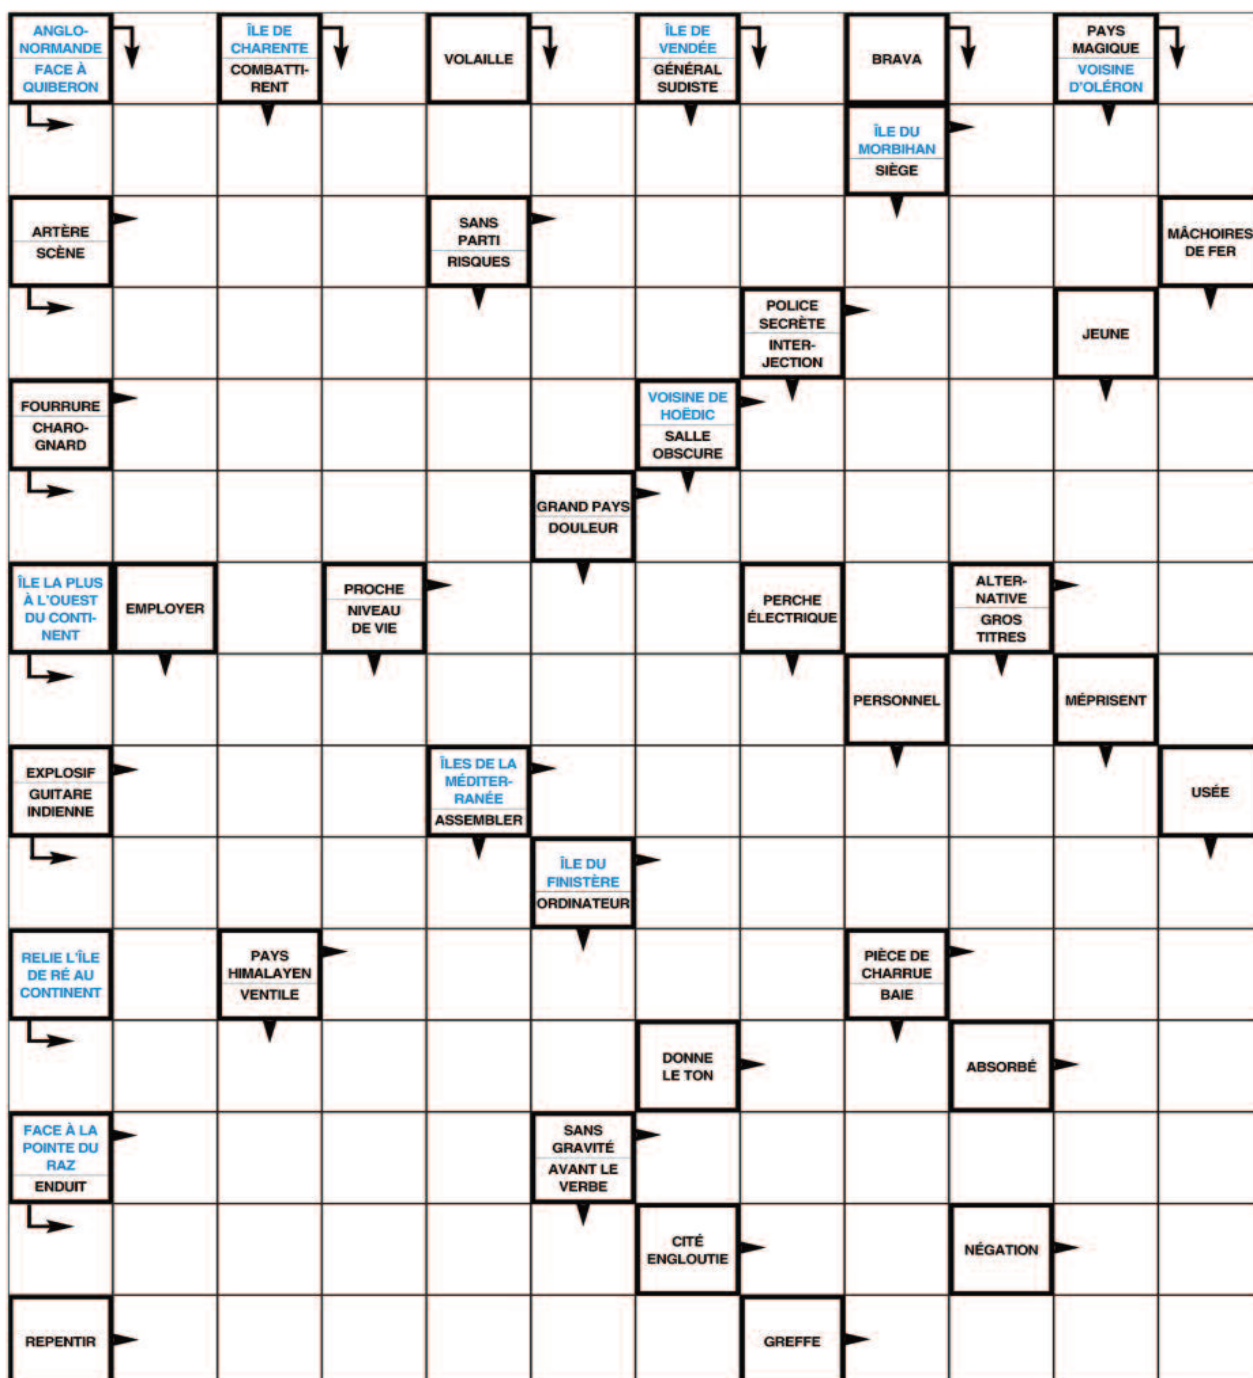 ANGLO-
NORMANDE
FACE À
QUIBERON
ÎLE DE
CHARENTE
COMBATTI-
RENT
VOLAILLE
ÎLE DE
VENDÉE
GÉNÉRAL
SUDISTE
BRAVA
PAYS
MAGIQUE
VOISINE
D'OLÉRON
ÎLE DU
MORBIHAN
SIÈGE
ARTÈRE
SCÈNE
SANS
PARTI
RISQUES
MÂCHOIRES
DE FER
POLICE
SECRÈTE
INTER-
JECTION
JEUNE
FOURRURE
CHARO-
GNARD
VOISINE DE
HOËDIC
SALLE
OBSCURE
GRAND PAYS
DOULEUR
ÎLE LA PLUS
À L'OUEST
DU CONTI-
NENT
EMPLOYER
PROCHE
NIVEAU
DE VIE
PERCHE
ÉLECTRIQUE
ALTER-
NATIVE
GROS
TITRES
PERSONNEL
MÉPRISENT
EXPLOSIF
GUITARE
INDIENNE
ÎLES DE LA
MÉDITER-
RANÉE
ASSEMBLER
USÉE
ÎLE DU
FINISTÈRE
ORDINATEUR
RELIE L'ÎLE
DE RÉ AU
CONTINENT
PAYS
HIMALAYEN
VENTILE
PIÈCE DE
CHARRUE
BAIE
DONNE
LE TON
ABSORBÉ
FACE À LA
POINTE DU
RAZ
ENDUIT
SANS
GRAVITÉ
AVANT LE
VERBE
CITÉ
ENGLOUTIE
NÉGATION
REPENTIR
GREFFE